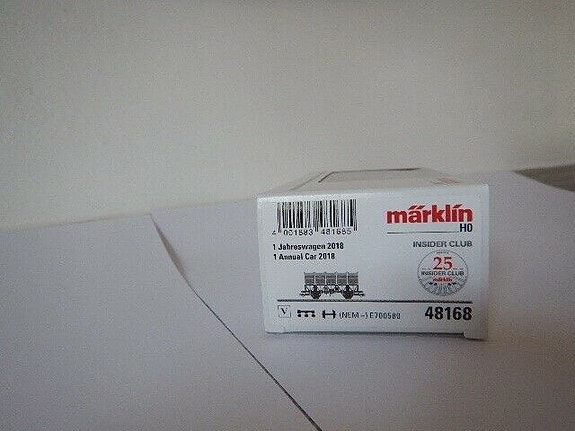 4 001883 481685
1 Jahreswagen 2018
1 Annual Car 2018
märklin
H0
INSIDER CLUB
25
INSIDER CLUB
märklin
V
(NEM ~) E700580
48168